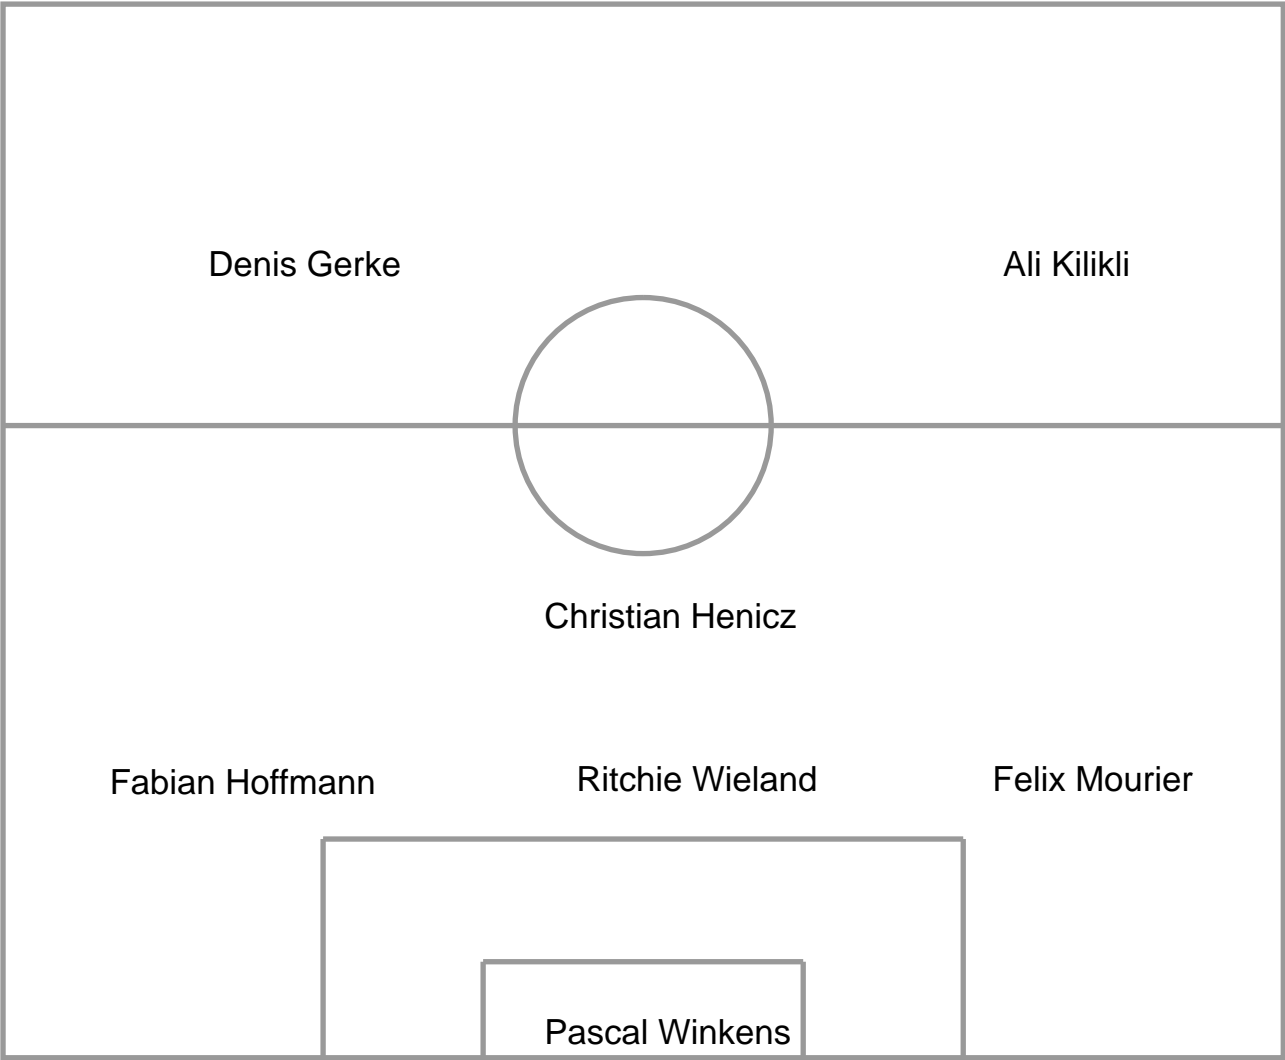 Denis Gerke
Ali Kilikli
Christian Henicz
Fabian Hoffmann
Ritchie Wieland
Felix Mourier
Pascal Winkens